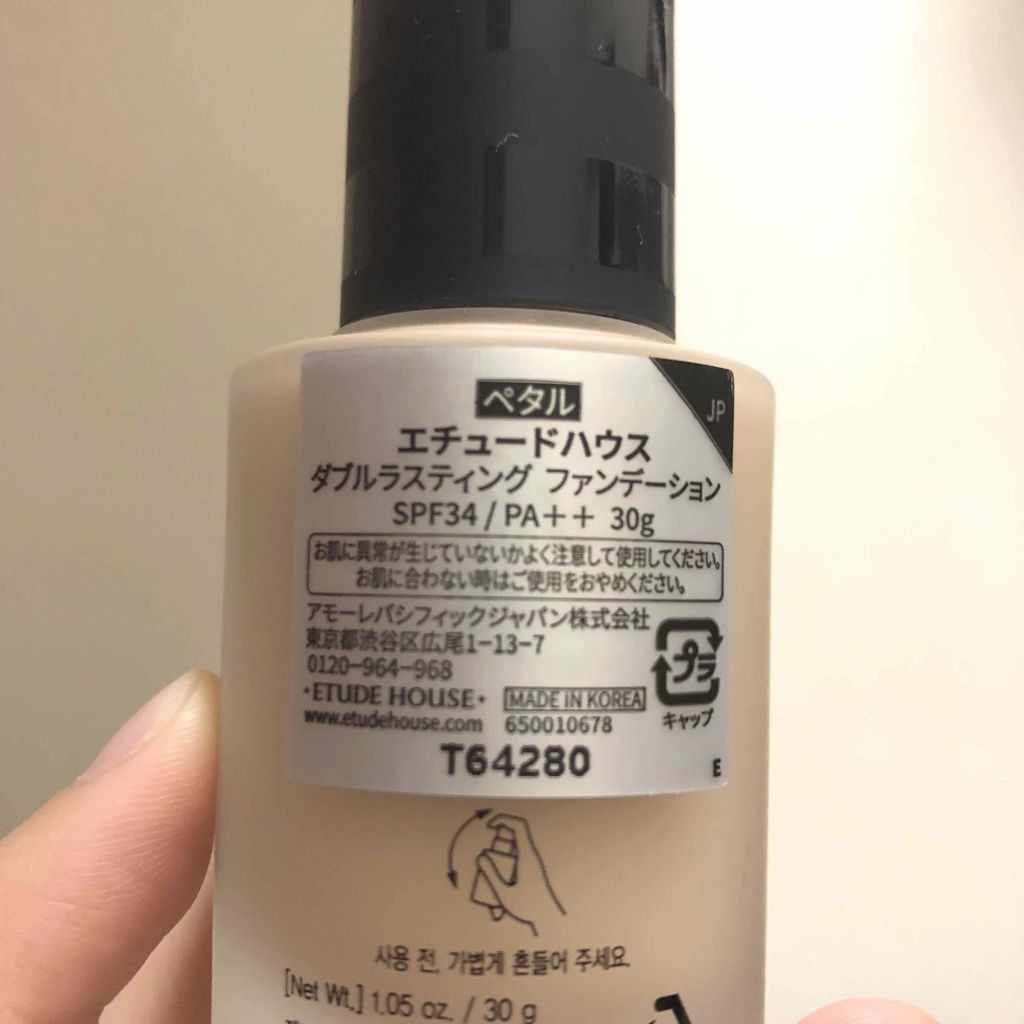 ペタル
JP
エチュードハウス
ダブルラスティング ファンデーション
SPF34 / PA++ 30g
お肌に異常が生じていないかよく注意して使用してください。
お肌に合わない時はご使用をおやめください。
アモーレパシフィックジャパン株式会社
東京都渋谷区広尾1-13-7
0120-964-968
プラ
キャップ
・ETUDE HOUSE・ MADE IN KOREA
www.etudehouse.com 650010678
T64280
E
사용 전, 가볍게 흔들어 주세요.
[Net Wt.] 1.05 oz. / 30 g